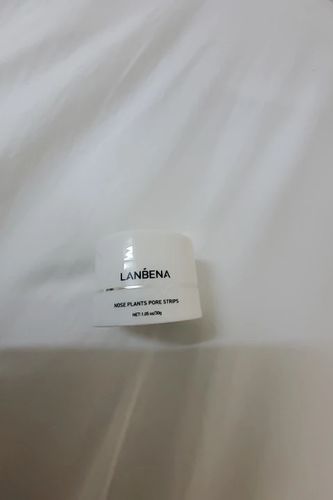 LANBENA
NOSE PLANTS PORE STRIPS
NET:1.05 oz/30g